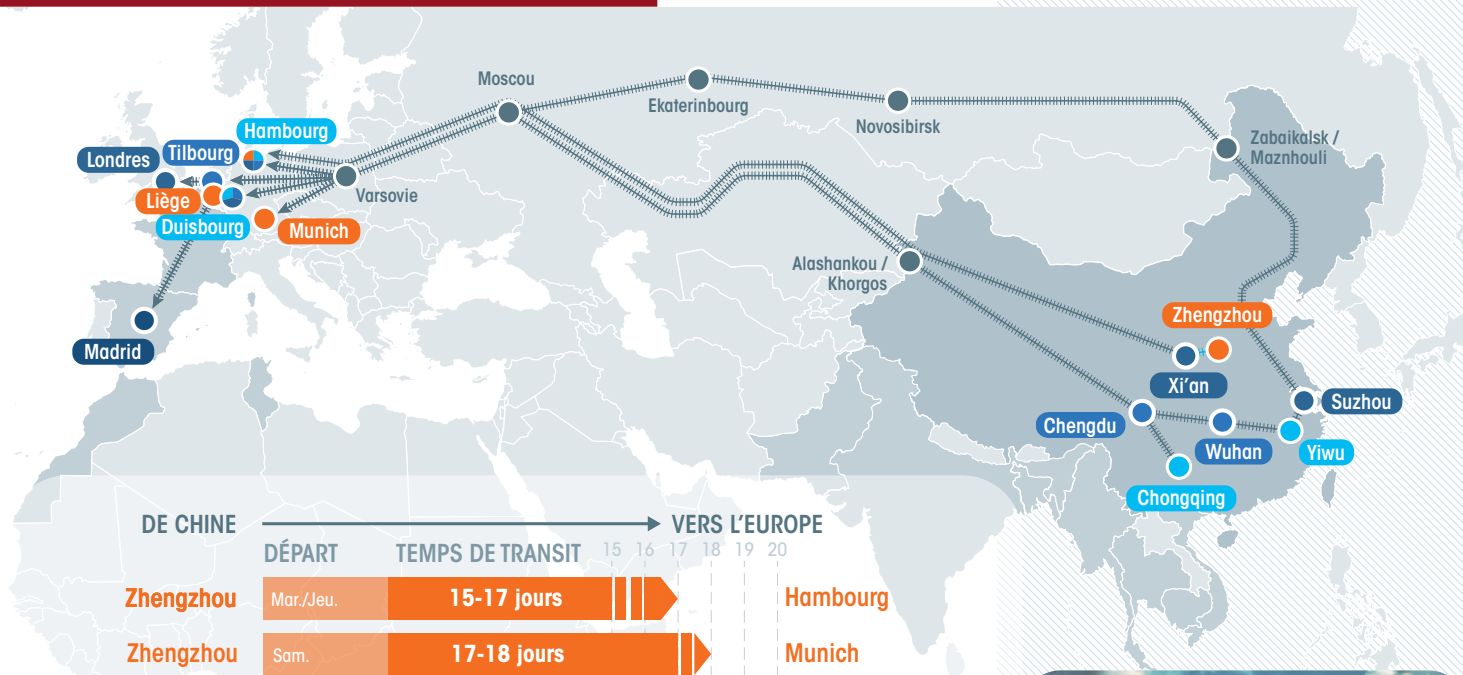 Moscou
Ekaterinbourg
Novosibirsk
Zabaikalsk /
Maznhouli
Hambourg
Tilbourg
Londres
Varsovie
Liège
Duisbourg
Munich
Alashankou /
Khorgos
Madrid
Zhengzhou
Xi’an
Suzhou
Chengdu
Wuhan
Yiwu
Chongqing
DE CHINE VERS L’EUROPE
DÉPART TEMPS DE TRANSIT 15 16 17 18 19 20
Zhengzhou Mar./Jeu. 15-17 jours Hambourg
Zhengzhou Sam. 17-18 jours Munich